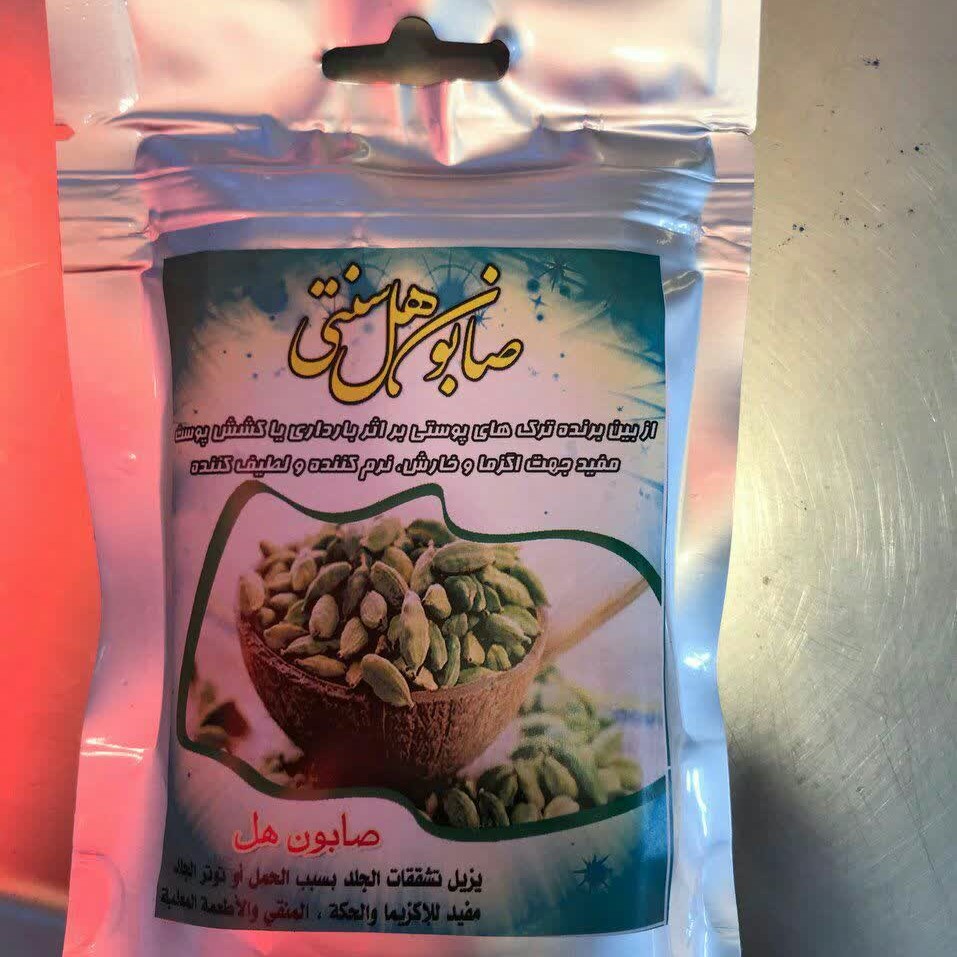 صابون هل سنتی
از بین برنده ترک های پوستی بر اثر بارداری یا کشش پوست
مفید جهت اگزما و خارش، نرم کننده و لطیف کننده
صابون هل
يزيل تشققات الجلد بسبب الحمل أو توتر الجلد
مفيد للإكزيما والحكة ، المنقي والأطعمة المعلبة